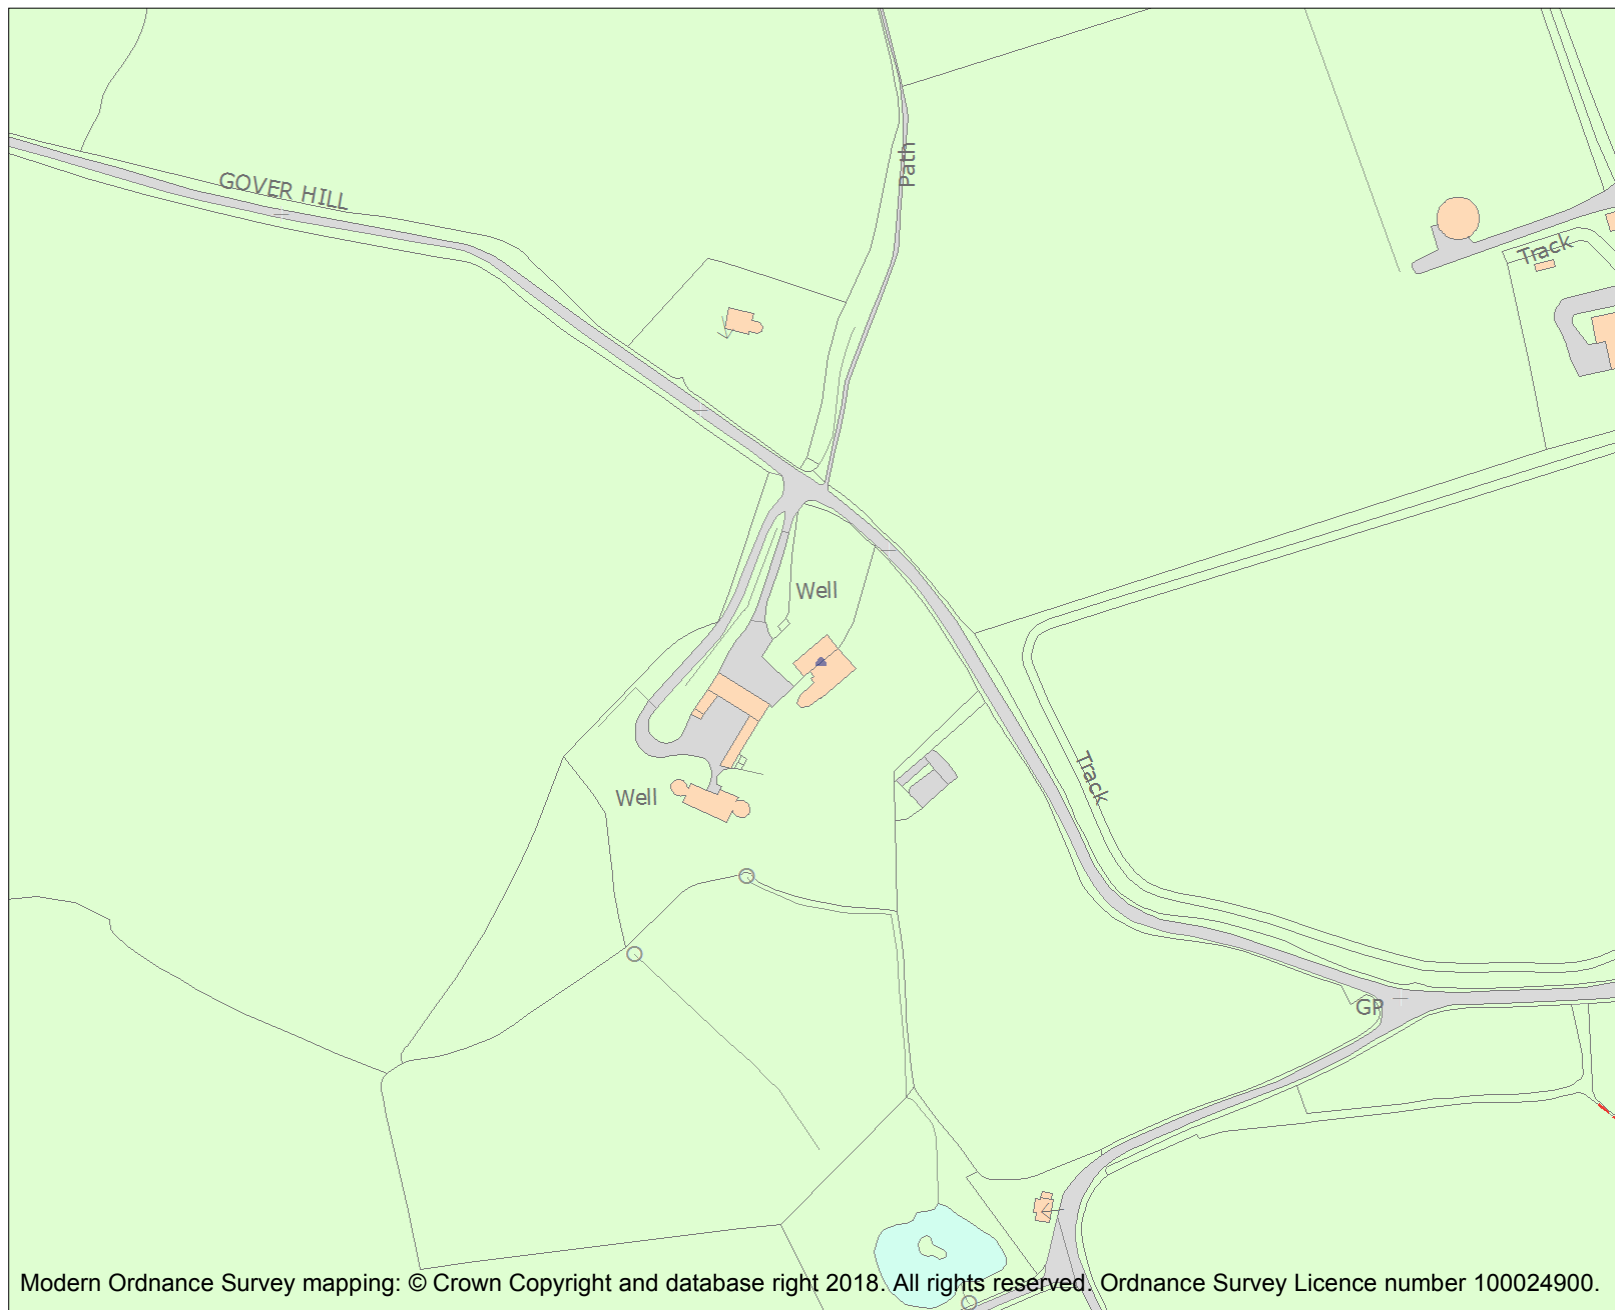 Path
GOVER HILL
Track
Well
Track
Well
GP
Modern Ordnance Survey mapping: © Crown Copyright and database right 2018. All rights reserved. Ordnance Survey Licence number 100024900.